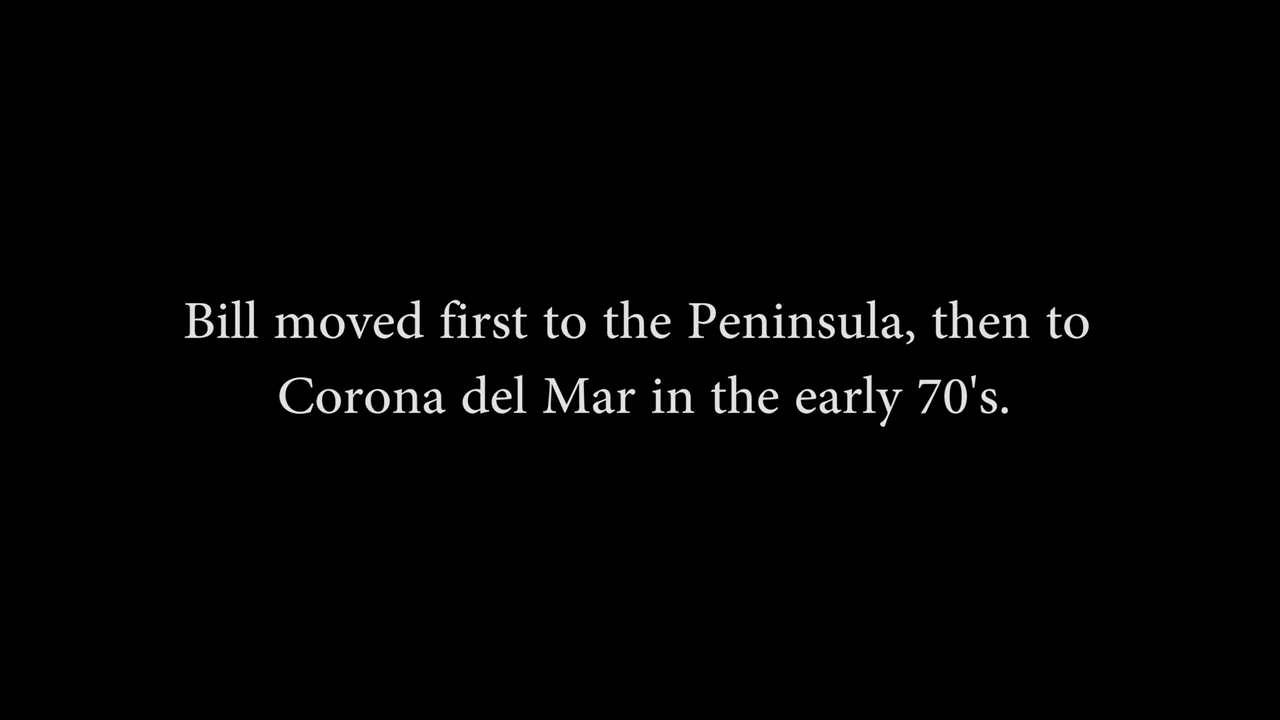 Bill moved first to the Peninsula, then to
Corona del Mar in the early 70's.